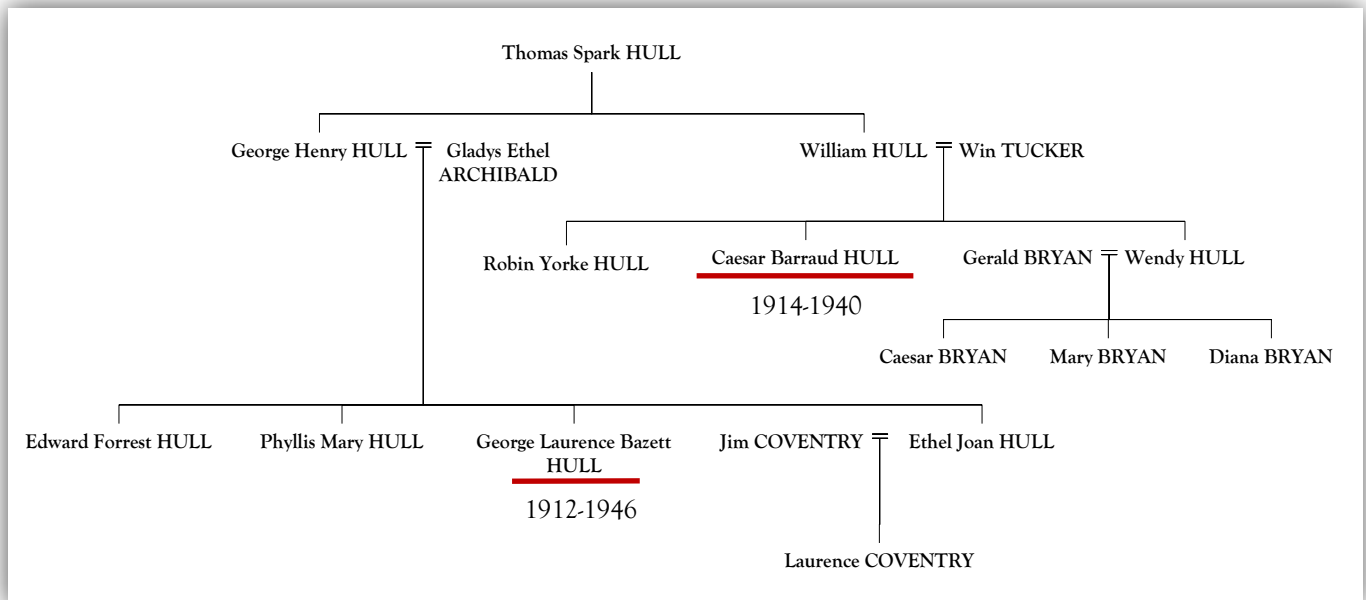 Thomas Spark HULL
George Henry HULL
Gladys Ethel
ARCHIBALD
William HULL
Win TUCKER
Robin Yorke HULL
Caesar Barraud HULL
1914-1940
Gerald BRYAN
Wendy HULL
Caesar BRYAN
Mary BRYAN
Diana BRYAN
Edward Forrest HULL
Phyllis Mary HULL
George Laurence Bazett
HULL
1912-1946
Jim COVENTRY
Ethel Joan HULL
Laurence COVENTRY